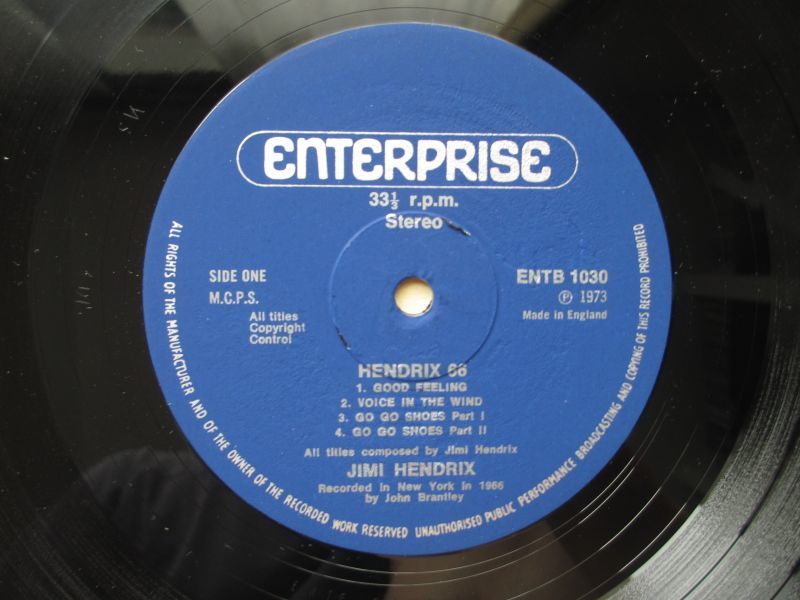 ENTERPRISE
33⅓ r.p.m.
Stereo
SIDE ONE
M.C.P.S.
All titles
Copyright
Control
ENTB 1030
Ⓟ 1973
Made in England
HENDRIX 66
1. GOOD FEELING
2. VOICE IN THE WIND
3. GO GO SHOES Part I
4. GO GO SHOES Part II
All titles composed by Jimi Hendrix
JIMI HENDRIX
Recorded in New York in 1966
by John Brantley
ALL RIGHTS OF THE MANUFACTURER AND OF THE OWNER OF THE RECORDED WORK RESERVED UNAUTHORISED PUBLIC PERFORMANCE BROADCASTING AND COPYING OF THIS RECORD PROHIBITED